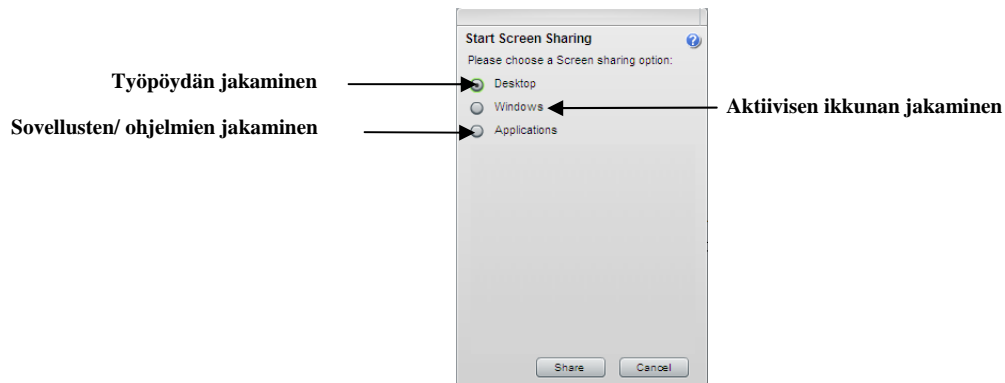 Start Screen Sharing
Please choose a Screen sharing option:
Työpöydän jakaminen
Desktop
Windows
Aktiivisen ikkunan jakaminen
Sovellusten/ ohjelmien jakaminen
Applications
Share
Cancel